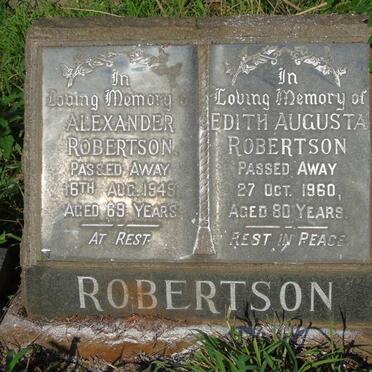 In
Loving Memory of
ALEXANDER
ROBERTSON
PASSED AWAY
16TH AUG. 1949
AGED 69 YEARS
AT REST
In
Loving Memory of
EDITH AUGUSTA
ROBERTSON
PASSED AWAY
27 OCT. 1960,
AGED 80 YEARS
REST IN PEACE
ROBERTSON